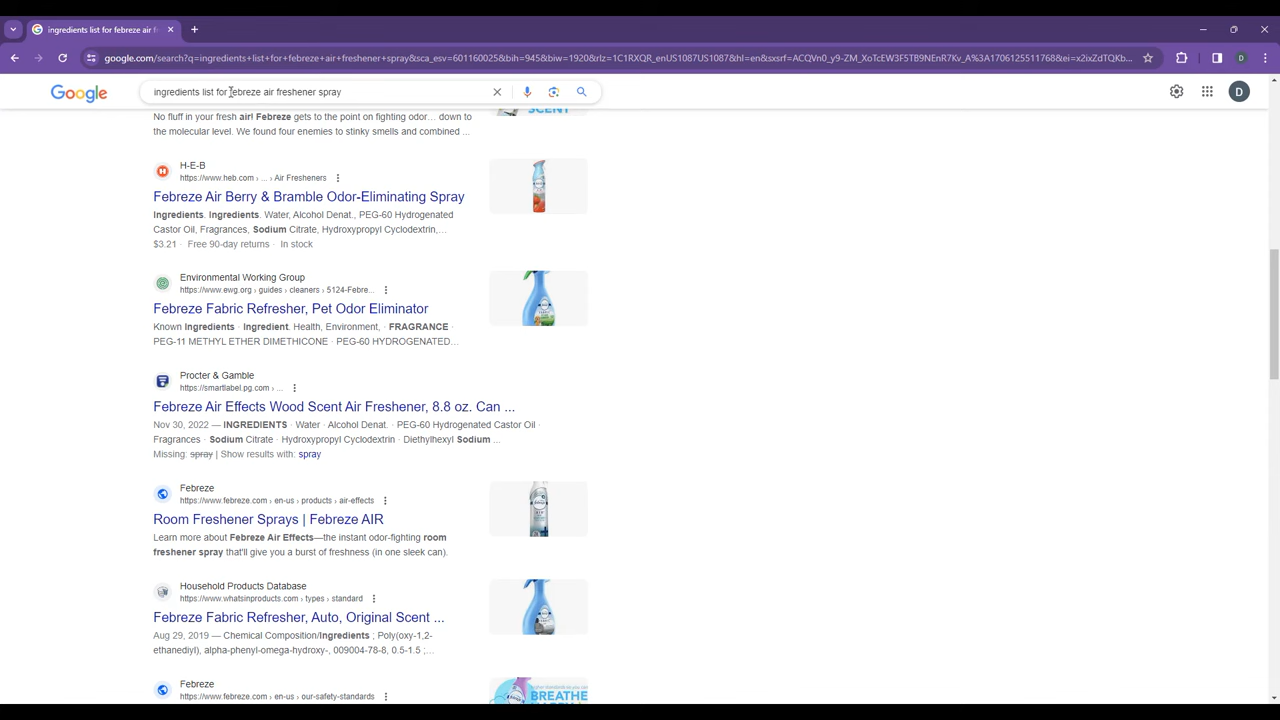 ingredients list for febreze air f
google.com/search?q=ingredients+list+for+febreze+air+freshener+spray&sca_esv=601160025&bih=945&biw=1920&rlz=1C1RXQR_enUS1087US1087&hl=en&sxsrf=ACQVn0_y9-ZM_XoTcEW3F5TB9NEnR7Kv_A%3A1706125511768&ei=x2ixZdTQKb...
D
Google
ingredients list for febreze air freshener spray
D
No fluff in your fresh air! Febreze gets to the point on fighting odor… down to
SCENT
the molecular level. We found four enemies to stinky smells and combined ...
H-E-B
https://www.heb.com › ... › Air Fresheners
Febreze Air Berry & Bramble Odor-Eliminating Spray
Ingredients. Ingredients. Water, Alcohol Denat., PEG-60 Hydrogenated
Castor Oil, Fragrances, Sodium Citrate, Hydroxypropyl Cyclodextrin,…
$3.21 · Free 90-day returns · In stock
Environmental Working Group
https://www.ewg.org › guides › cleaners › 5124-Febre...
Febreze Fabric Refresher, Pet Odor Eliminator
Known Ingredients · Ingredient. Health, Environment, · FRAGRANCE ·
PEG-11 METHYL ETHER DIMETHICONE · PEG-60 HYDROGENATED…
Procter & Gamble
https://smartlabel.pg.com › ...
Febreze Air Effects Wood Scent Air Freshener, 8.8 oz. Can ...
Nov 30, 2022 — INGREDIENTS · Water · Alcohol Denat. · PEG-60 Hydrogenated Castor Oil ·
Fragrances · Sodium Citrate · Hydroxypropyl Cyclodextrin · Diethylhexyl Sodium ...
Missing: spray | Show results with: spray
Febreze
https://www.febreze.com › en-us › products › air-effects
Room Freshener Sprays | Febreze AIR
Learn more about Febreze Air Effects—the instant odor-fighting room
freshener spray that'll give you a burst of freshness (in one sleek can).
Household Products Database
https://www.whatsinproducts.com › types › standard
Febreze Fabric Refresher, Auto, Original Scent ...
Aug 29, 2019 — Chemical Composition/Ingredients ; Poly(oxy-1,2-
ethanediyl), alpha-phenyl-omega-hydroxy-, 009004-78-8, 0.5-1.5 ;…
Febreze
https://www.febreze.com › en-us › our-safety-standards
BREATHE